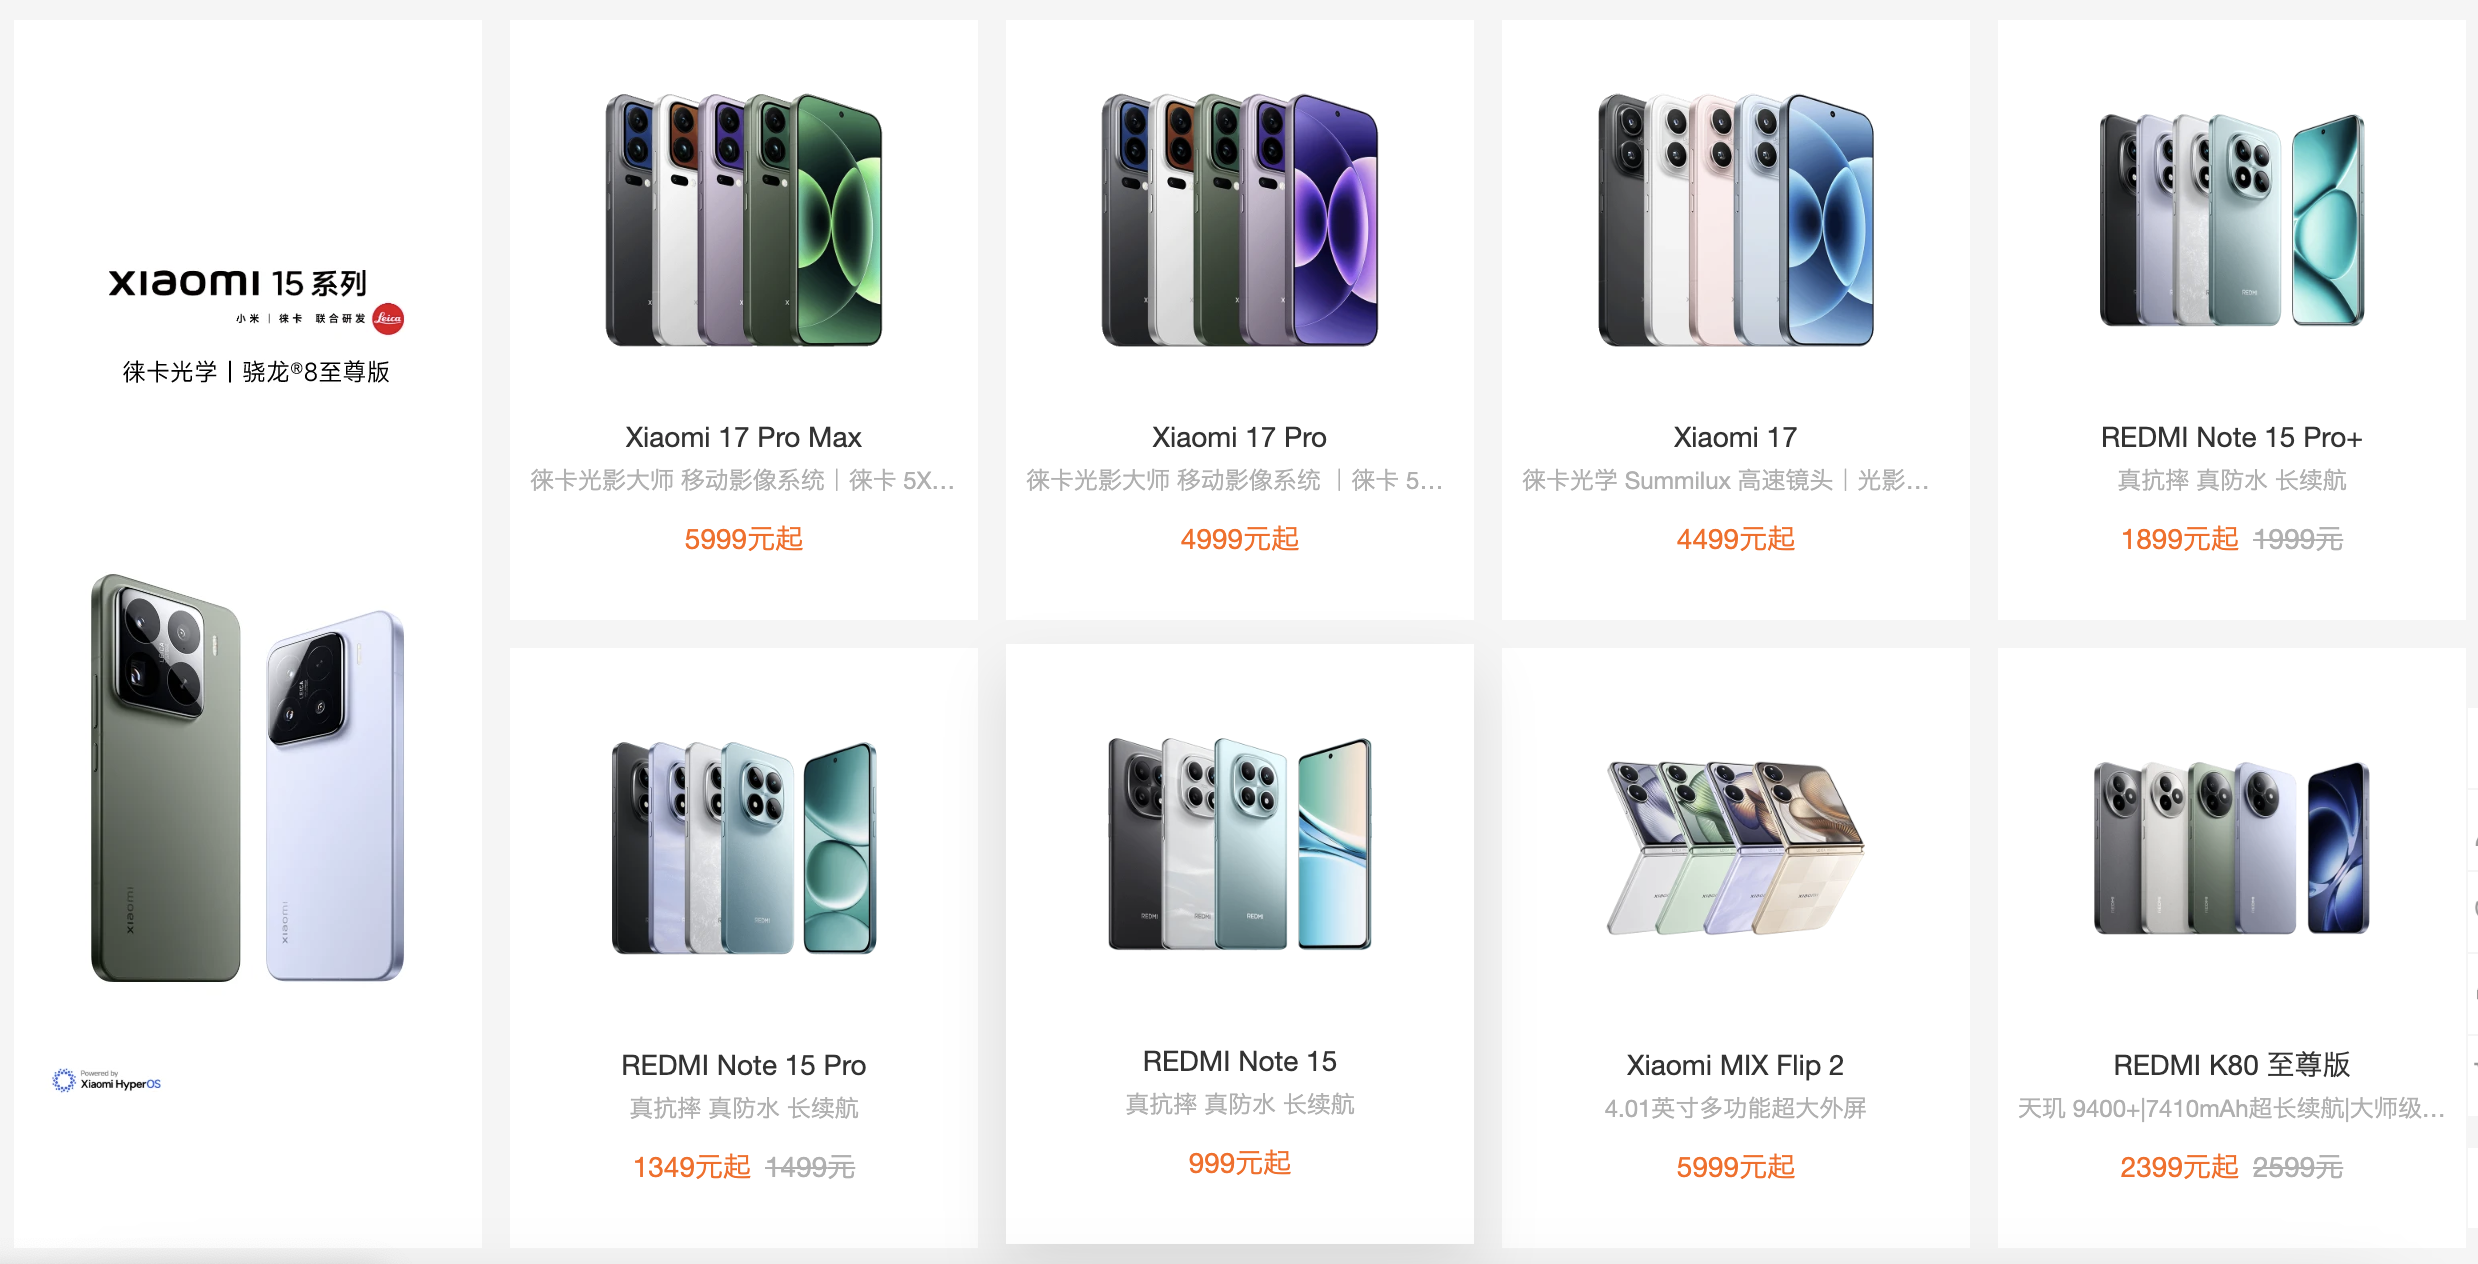 xiaomi 15 系列
小米 | 徕卡 联合研发 Leica
徕卡光学 | 骁龙®8至尊版
xiaomi
xiaomi
Powered by
Xiaomi HyperOS
Xiaomi 17 Pro Max
徕卡光影大师 移动影像系统｜徕卡 5X...
5999元起
Xiaomi 17 Pro
徕卡光影大师 移动影像系统 ｜徕卡 5...
4999元起
Xiaomi 17
徕卡光学 Summilux 高速镜头｜光影...
4499元起
REDMI
REDMI Note 15 Pro+
真抗摔 真防水 长续航
1899元起 1999元
REDMI
REDMI Note 15 Pro
真抗摔 真防水 长续航
1349元起 1499元
REDMI REDMI REDMI
REDMI Note 15
真抗摔 真防水 长续航
999元起
Xiaomi MIX Flip 2
4.01英寸多功能超大外屏
5999元起
REDMI K80 至尊版
天玑 9400+|7410mAh超长续航|大师级...
2399元起 2599元